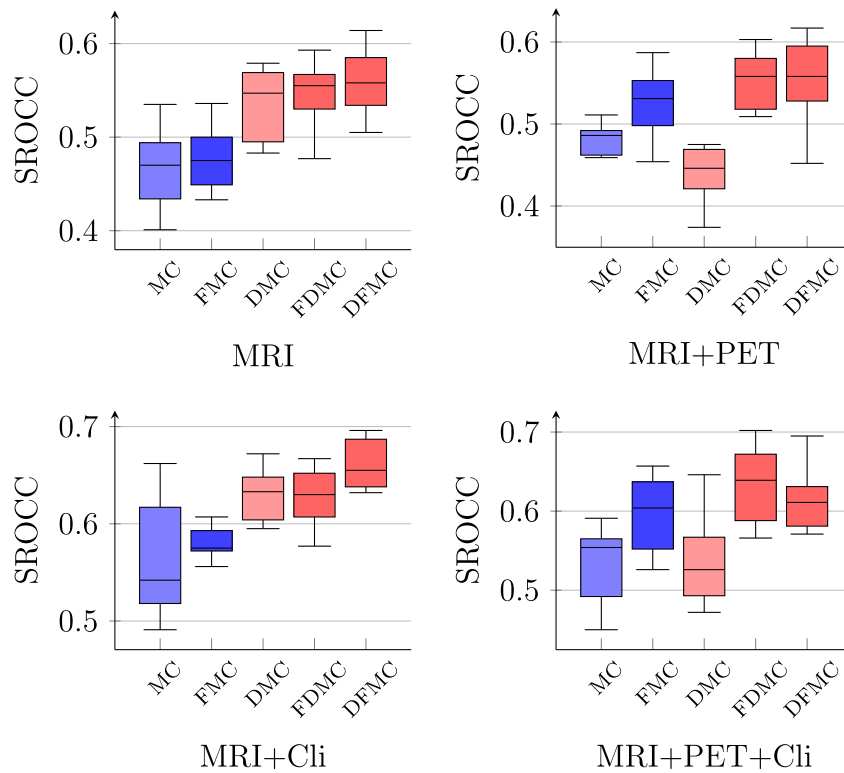 SROCC
0.6
0.5
0.4
MC
FMC
DMC
FDMC
DFMC
MRI
SROCC
0.6
0.5
0.4
MC
FMC
DMC
FDMC
DFMC
MRI+PET
SROCC
0.7
0.6
0.5
MC
FMC
DMC
FDMC
DFMC
MRI+Cli
SROCC
0.7
0.6
0.5
MC
FMC
DMC
FDMC
DFMC
MRI+PET+Cli